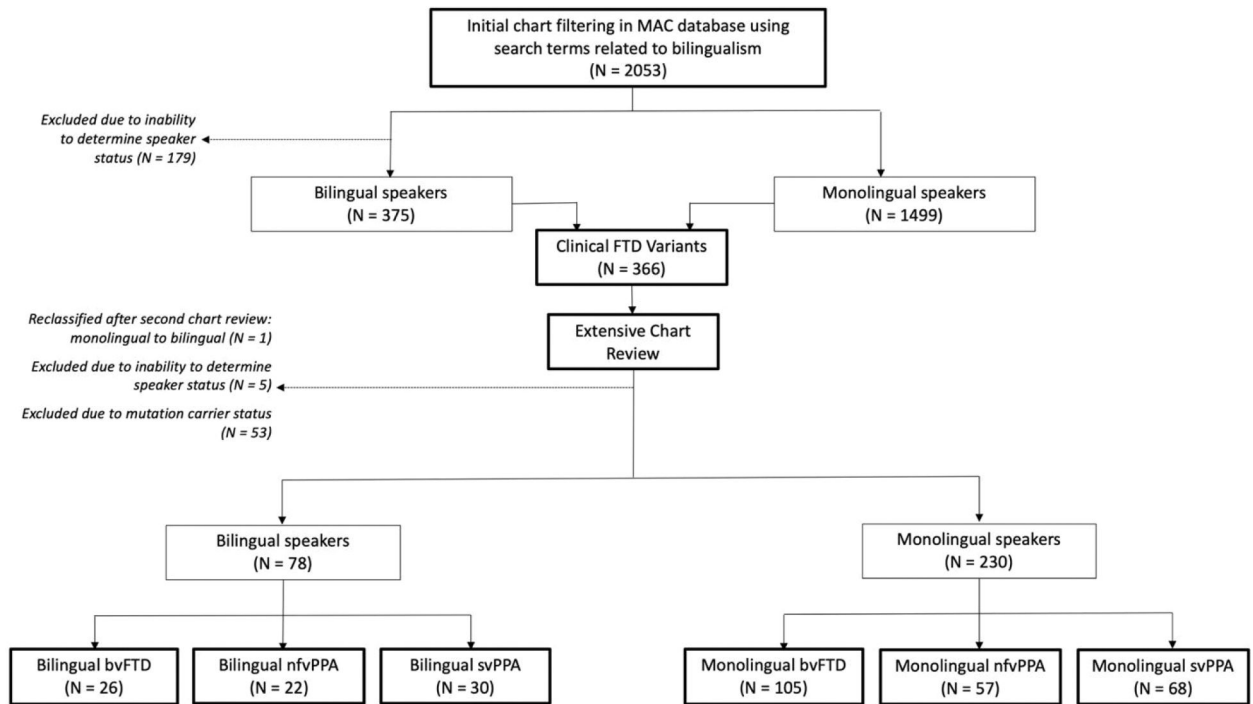 Initial chart filtering in MAC database using
search terms related to bilingualism
(N = 2053)
Excluded due to inability
to determine speaker
status (N = 179)
Bilingual speakers
(N = 375)
Monolingual speakers
(N = 1499)
Clinical FTD Variants
(N = 366)
Reclassified after second chart review:
monolingual to bilingual (N = 1)
Excluded due to inability to determine
speaker status (N = 5)
Excluded due to mutation carrier status
(N = 53)
Extensive Chart
Review
Bilingual speakers
(N = 78)
Monolingual speakers
(N = 230)
Bilingual bvFTD
(N = 26)
Bilingual nfvPPA
(N = 22)
Bilingual svPPA
(N = 30)
Monolingual bvFTD
(N = 105)
Monolingual nfvPPA
(N = 57)
Monolingual svPPA
(N = 68)